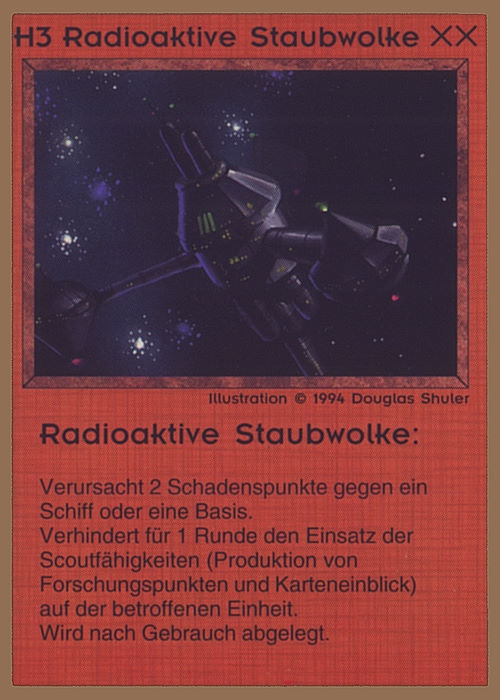 H3 Radioaktive Staubwolke XX
Illustration © 1994 Douglas Shuler
Radioaktive Staubwolke:
Verursacht 2 Schadenspunkte gegen ein
Schiff oder eine Basis.
Verhindert für 1 Runde den Einsatz der
Scoutfähigkeiten (Produktion von
Forschungspunkten und Karteneinblick)
auf der betroffenen Einheit.
Wird nach Gebrauch abgelegt.